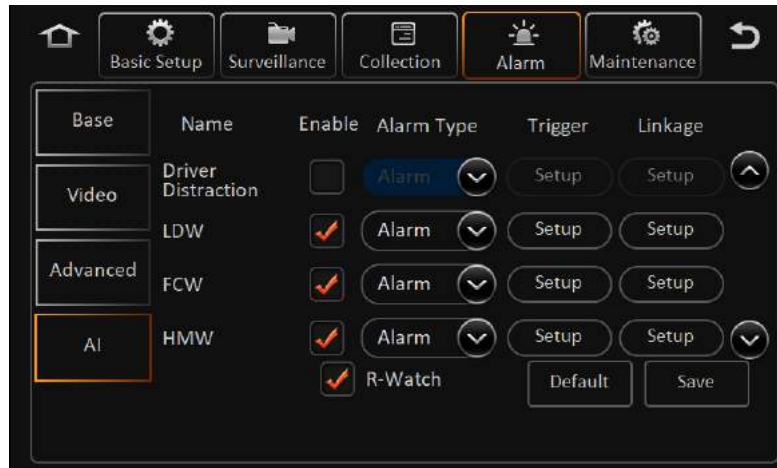 Basic Setup Surveillance Collection Alarm Maintenance
Base
Video
Advanced
AI
Name Enable Alarm Type Trigger Linkage
Driver
Distraction Alarm Setup Setup
LDW Alarm Setup Setup
FCW Alarm Setup Setup
HMW Alarm Setup Setup
R-Watch Default Save